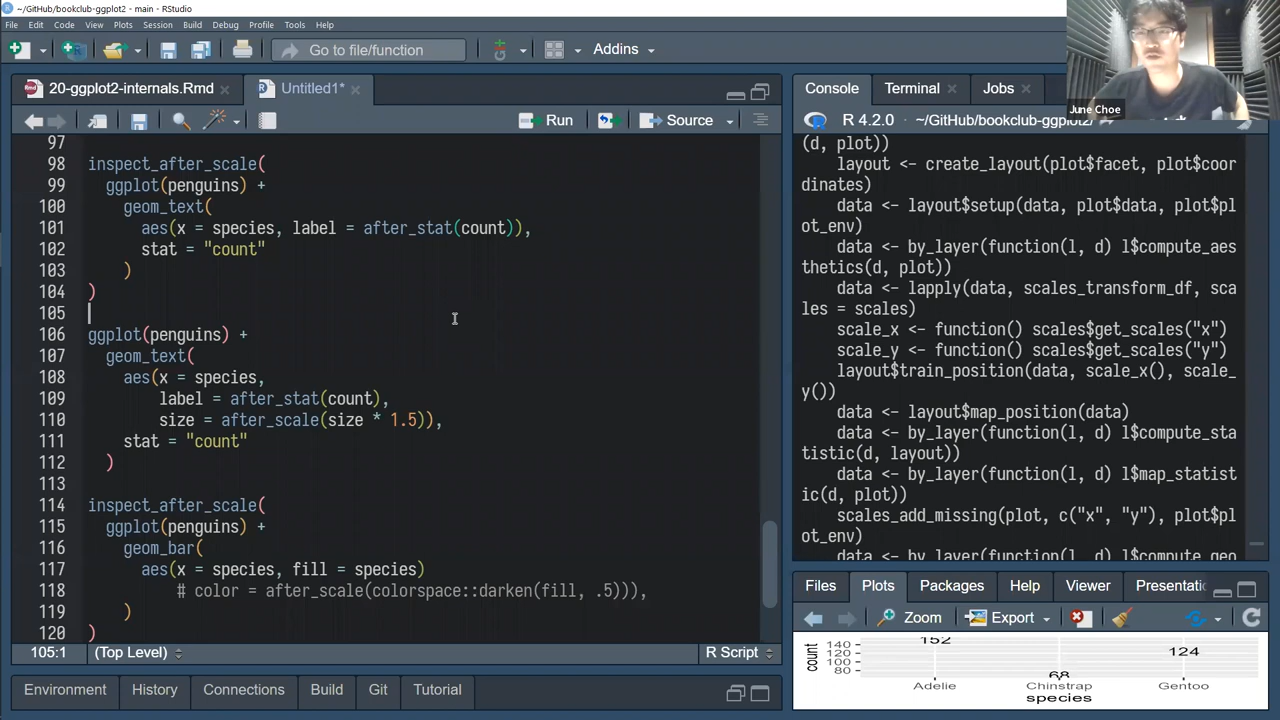 ~/GitHub/bookclub-ggplot2 - main - RStudio
File Edit Code View Plots Session Build Debug Profile Tools Help
Go to file/function Addins
20-ggplot2-internals.Rmd Untitled1*
Run Source
97
98 inspect_after_scale(
99 ggplot(penguins) +
100 geom_text(
101 aes(x = species, label = after_stat(count)),
102 stat = "count"
103 )
104 )
105
106 ggplot(penguins) +
107 geom_text(
108 aes(x = species,
109 label = after_stat(count),
110 size = after_scale(size * 1.5)),
111 stat = "count"
112 )
113
114 inspect_after_scale(
115 ggplot(penguins) +
116 geom_bar(
117 aes(x = species, fill = species)
118 # color = after_scale(colorspace::darken(fill, .5))),
119 )
120 )
105:1 (Top Level) R Script
Environment History Connections Build Git Tutorial
June Choe
Console Terminal Jobs
R 4.2.0 · ~/GitHub/bookclub-ggplot2/
(d, plot))
layout <- create_layout(plot$facet, plot$coor
dinates)
data <- layout$setup(data, plot$data, plot$pl
ot_env)
data <- by_layer(function(l, d) l$compute_aes
thetics(d, plot))
data <- lapply(data, scales_transform_df, sca
les = scales)
scale_x <- function() scales$get_scales("x")
scale_y <- function() scales$get_scales("y")
layout$train_position(data, scale_x(), scale_
y())
data <- layout$map_position(data)
data <- by_layer(function(l, d) l$compute_sta
tistic(d, layout))
data <- by_layer(function(l, d) l$map_statist
ic(d, plot))
scales_add_missing(plot, c("x", "y"), plot$pl
ot_env)
data <- by_layer(function(l, d) l$compute_geo
Files Plots Packages Help Viewer Presentati
Zoom Export
count
140
120
100
80
152
68
124
Adelie Chinstrap Gentoo
species